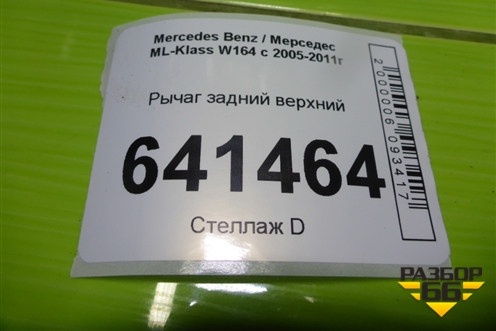 Mercedes Benz / Мерседес
ML-Klass W164 с 2005-2011г
Рычаг задний верхний
641464
Стеллаж D
2000006093417
РАЗБОР
66